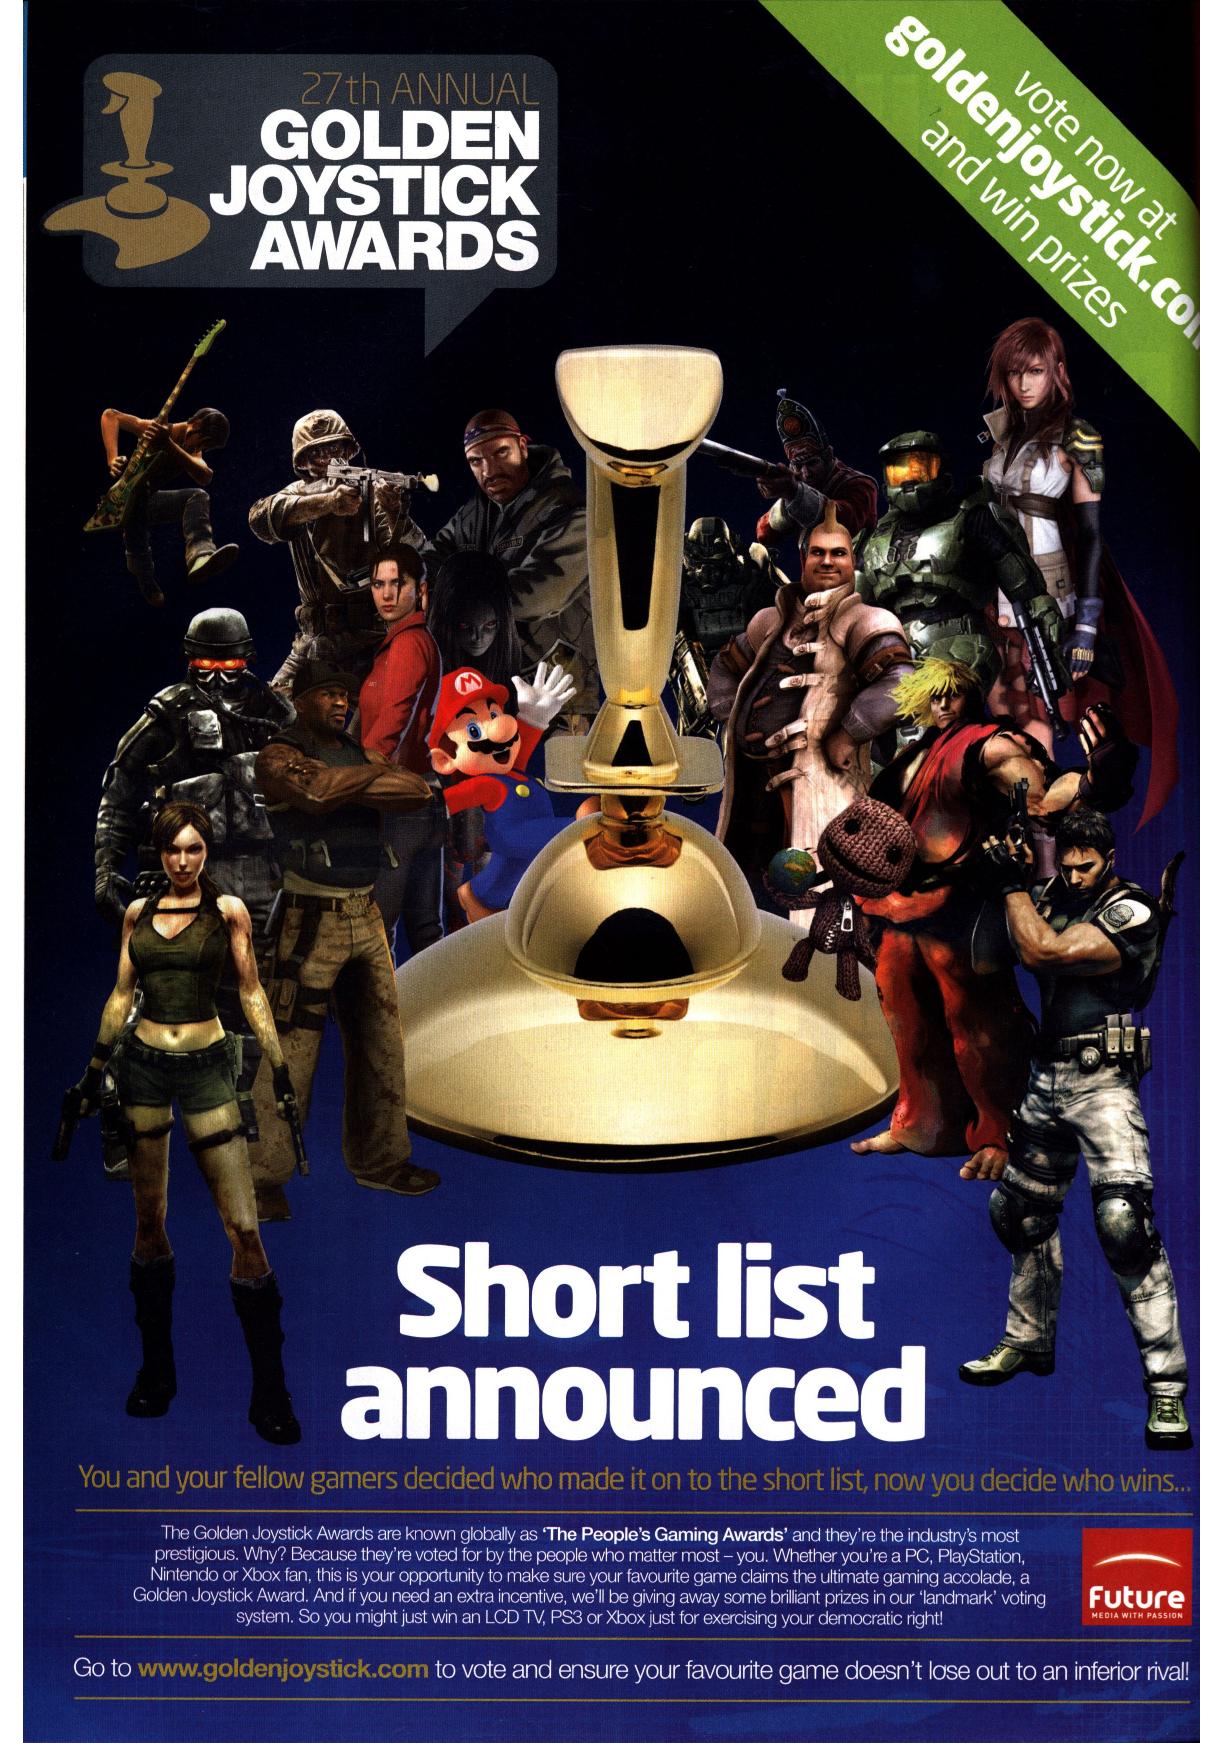 27th ANNUAL
GOLDEN
JOYSTICK
AWARDS
vote now at
goldenjoystick.co
and win prizes
M
Short list
announced
You and your fellow gamers decided who made it on to the short list, now you decide who wins...
The Golden Joystick Awards are known globally as ‘The People’s Gaming Awards’ and they’re the industry’s most
prestigious. Why? Because they’re voted for by the people who matter most – you. Whether you’re a PC, PlayStation,
Nintendo or Xbox fan, this is your opportunity to make sure your favourite game claims the ultimate gaming accolade, a
Golden Joystick Award. And if you need an extra incentive, we’ll be giving away some brilliant prizes in our ‘landmark’ voting
system. So you might just win an LCD TV, PS3 or Xbox just for exercising your democratic right!
Future
MEDIA WITH PASSION
Go to www.goldenjoystick.com to vote and ensure your favourite game doesn’t lose out to an inferior rival!